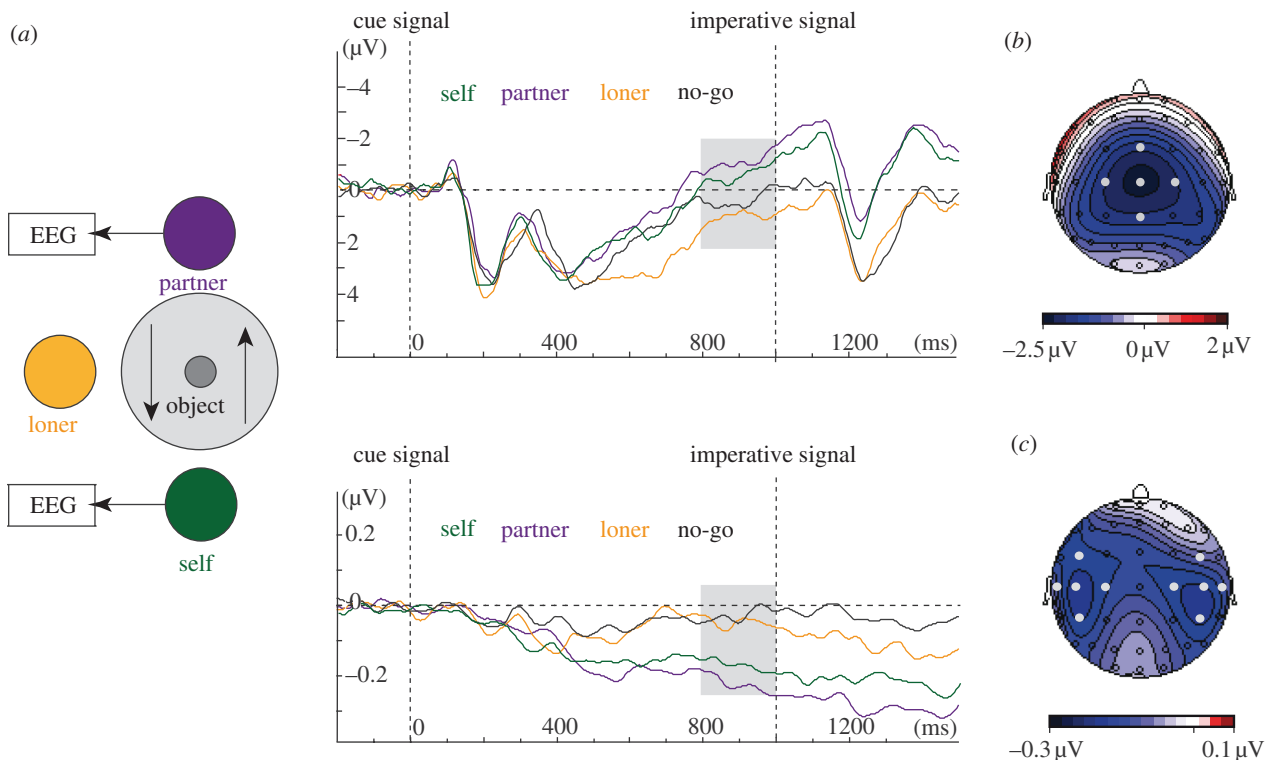 (a)
EEG
partner
loner
object
EEG
self
cue signal
imperative signal
(µV)
–4
–2
0
2
4
self partner loner no-go
0 400 800 1200 (ms)
(b)
–2.5 µV 0 µV 2 µV
cue signal
imperative signal
(µV)
0.2
0
–0.2
self partner loner no-go
0 400 800 1200 (ms)
(c)
–0.3 µV 0.1 µV